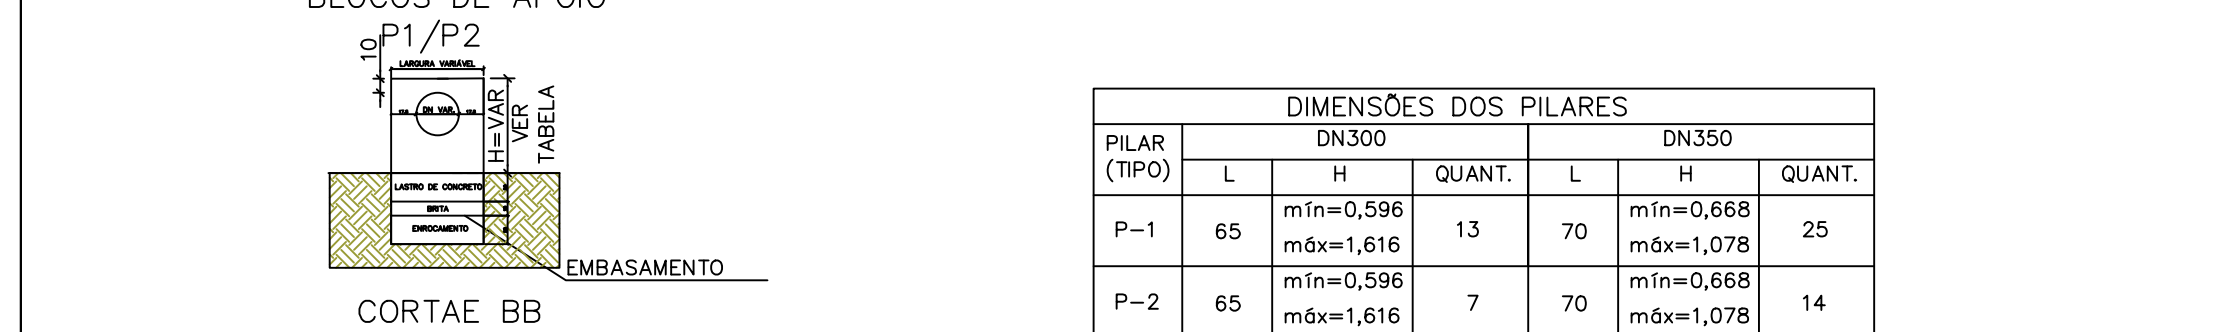 BLOCOS DE APOIO
P1/P2
10
LARGURA VARIÁVEL
DN VAR.
H=VAR
VER
TABELA
LASTRO DE CONCRETO
BRITA
ENROCAMENTO
EMBASAMENTO
CORTAE BB
DIMENSÕES DOS PILARES
PILAR (TIPO) DN300 DN350
L H QUANT. L H QUANT.
P-1 65 mín=0,596 13 70 mín=0,668 25
máx=1,616 máx=1,078
P-2 65 mín=0,596 7 70 mín=0,668 14
máx=1,616 máx=1,078